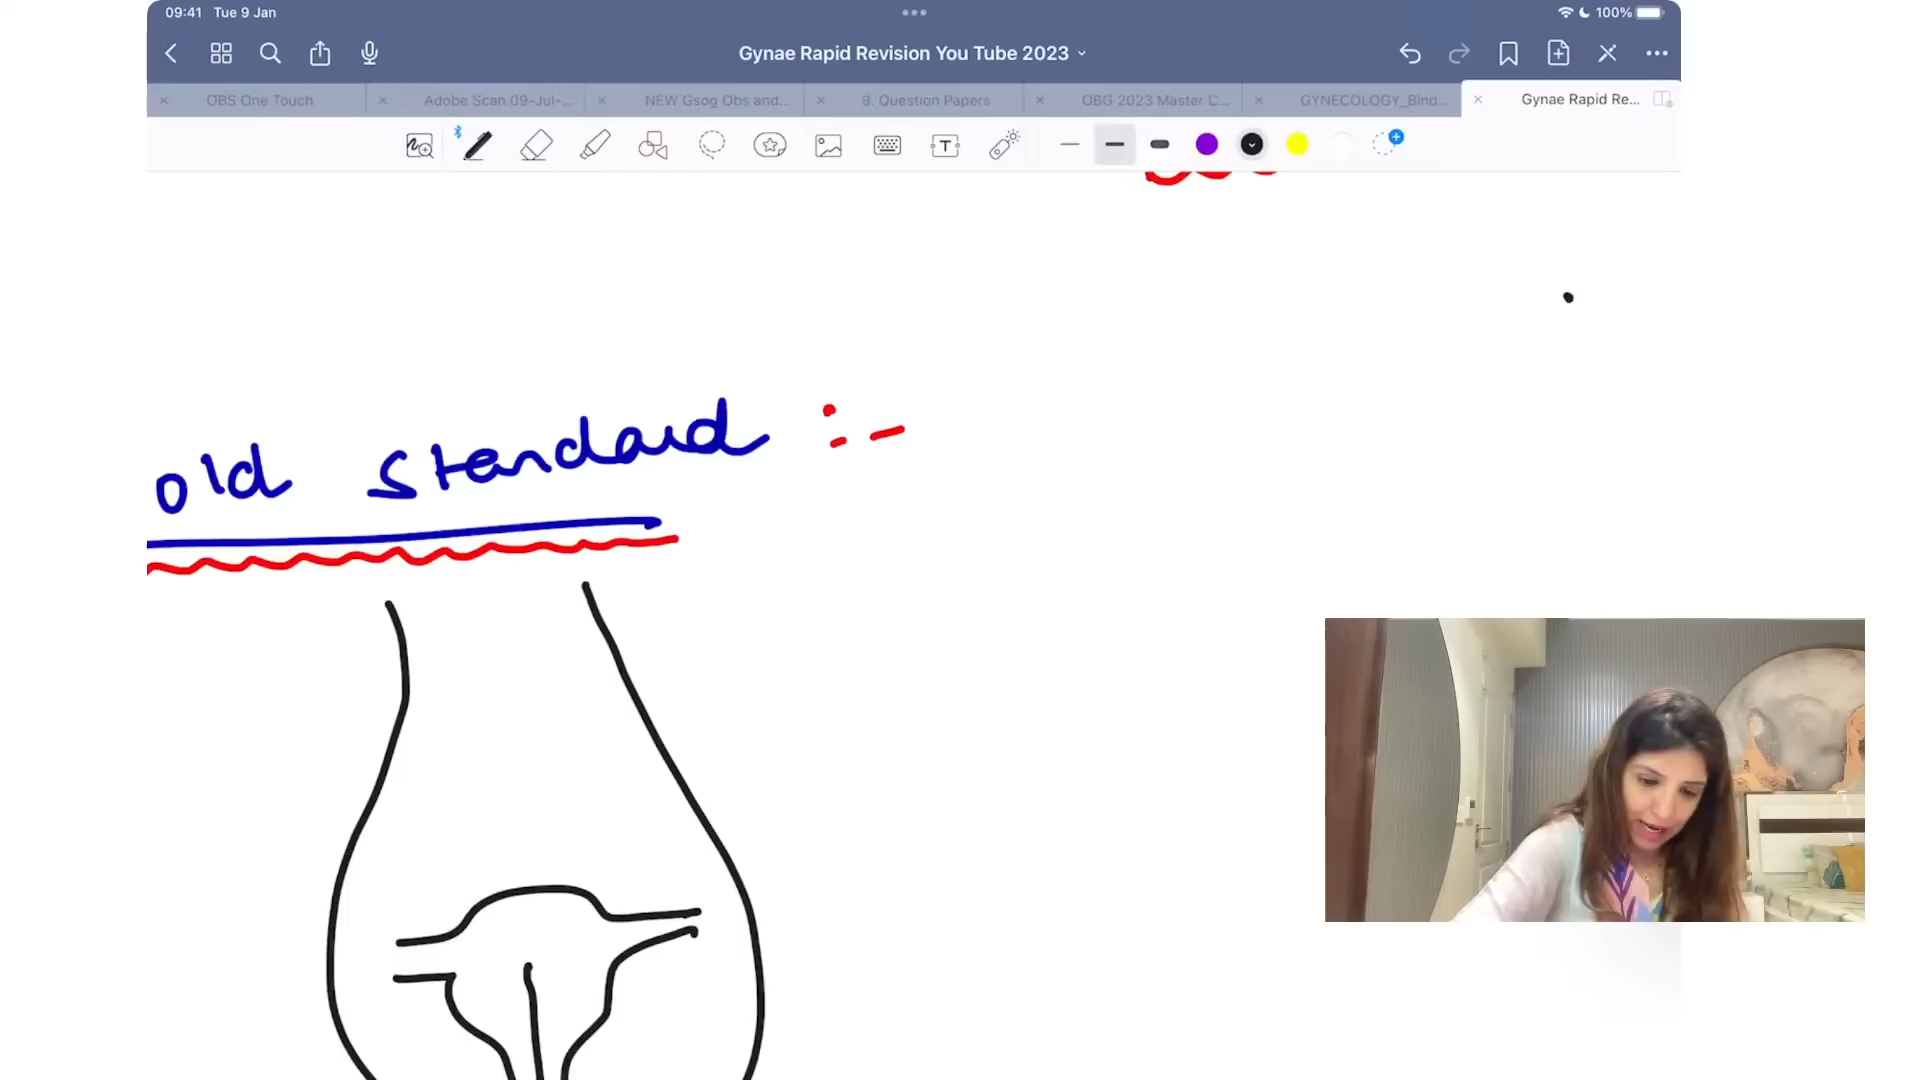 09:41 Tue 9 Jan
100%
Gynae Rapid Revision You Tube 2023
OBS One Touch
Adobe Scan 09-Jul-...
NEW Gsog Obs and...
9. Question Papers
OBG 2023 Master C...
GYNECOLOGY_Bind...
Gynae Rapid Re...
T
old Standard :-